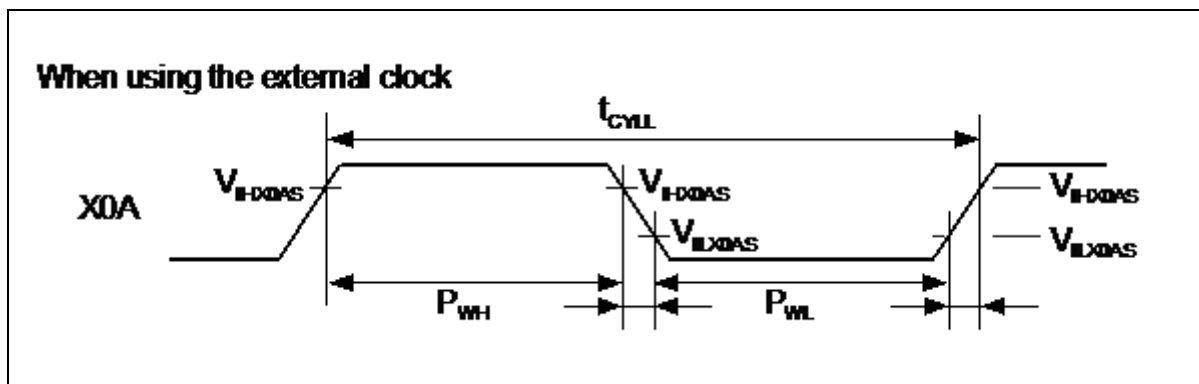 When using the external clock
tCYLL
VIHX0AS
VIHX0AS
VIHX0AS
X0A
VILX0AS
VILX0AS
PWH
PWL